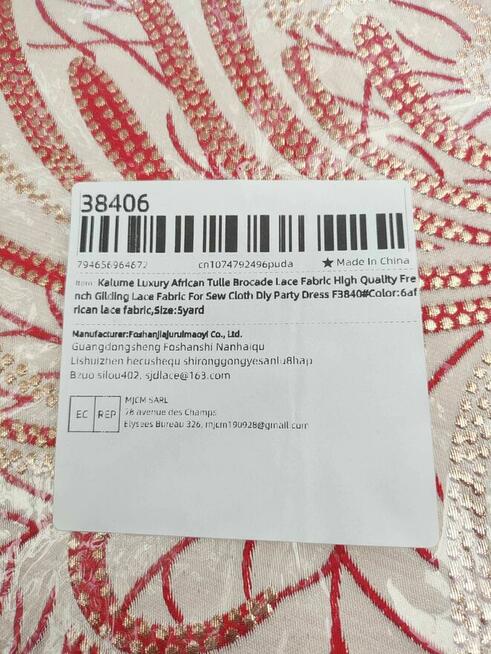 38406
794656964672 cn1074792496puda ★ Made In China
Item: Kalume Luxury African Tulle Brocade Lace Fabric High Quality Fre
nch Gilding Lace Fabric For Sew Cloth Diy Party Dress F3840#Color:6af
rican lace fabric,Size:5yard
Manufacturer:Foshanjiajuruimaoyi Co., Ltd.
Guangdongsheng Foshanshi Nanhaiqu
Lishuizhen hecushequ shironggongyesanlu8hap
Bzuo silou402, sjdlace@163.com
EC REP
MJCM SARL
78 avenue des Champs
Elysees Bureau 326, mjcm190928@gmail.com